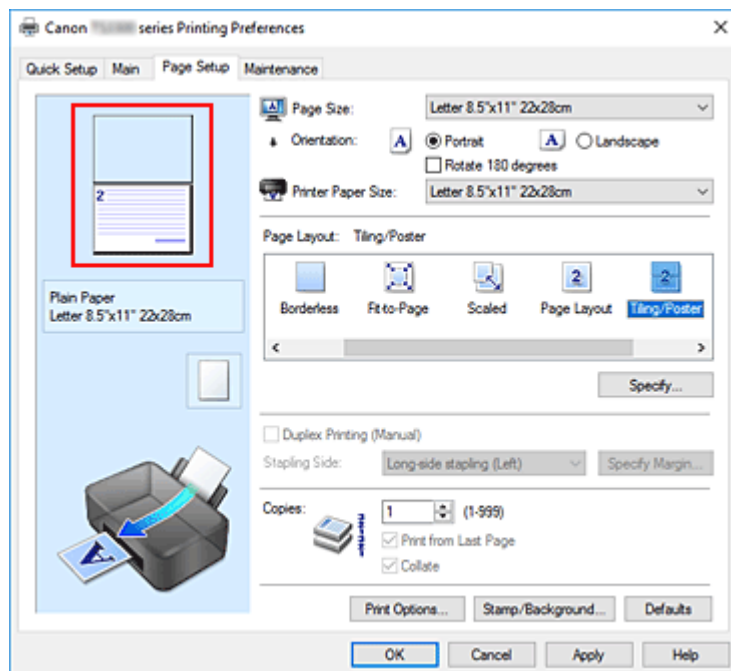 Canon series Printing Preferences
Quick Setup Main Page Setup Maintenance
2
Plain Paper
Letter 8.5"x11" 22x28cm
A
Page Size: Letter 8.5"x11" 22x28cm
Orientation: A Portrait A Landscape
Rotate 180 degrees
Printer Paper Size: Letter 8.5"x11" 22x28cm
Page Layout: Tiling/Poster
2 2
Borderless Fit-to-Page Scaled Page Layout Tiling/Poster
Specify...
Duplex Printing (Manual)
Stapling Side: Long-side stapling (Left) Specify Margin...
Copies: 1 (1-999)
Print from Last Page
Collate
Print Options... Stamp/Background... Defaults
OK Cancel Apply Help